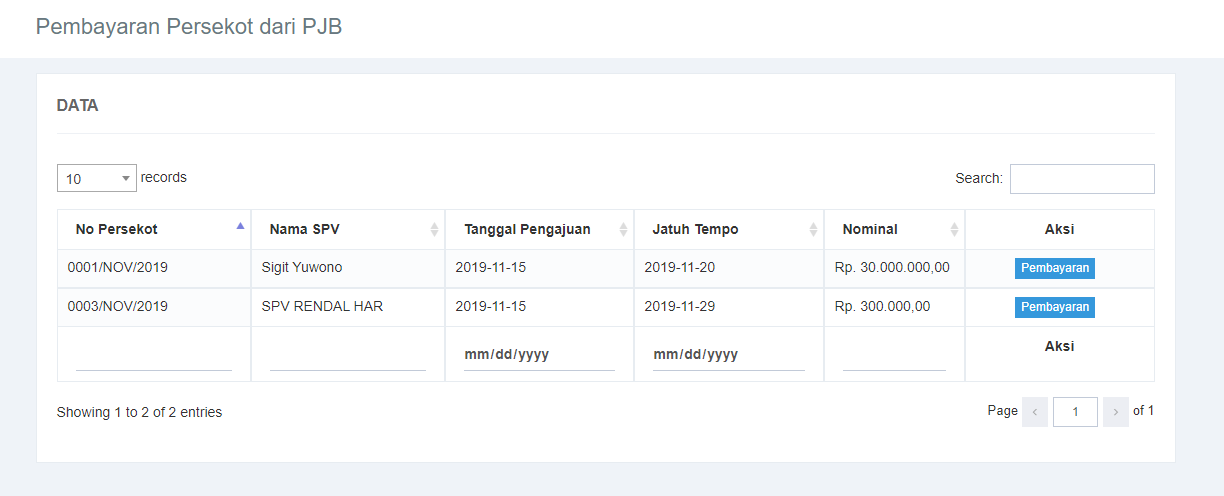 Pembayaran Persekot dari PJB
DATA
10 records Search:
No Persekot Nama SPV Tanggal Pengajuan Jatuh Tempo Nominal Aksi
0001/NOV/2019 Sigit Yuwono 2019-11-15 2019-11-20 Rp. 30.000.000,00 Pembayaran
0003/NOV/2019 SPV RENDAL HAR 2019-11-15 2019-11-29 Rp. 300.000,00 Pembayaran
mm/dd/yyyy mm/dd/yyyy Aksi
Showing 1 to 2 of 2 entries Page < 1 > of 1